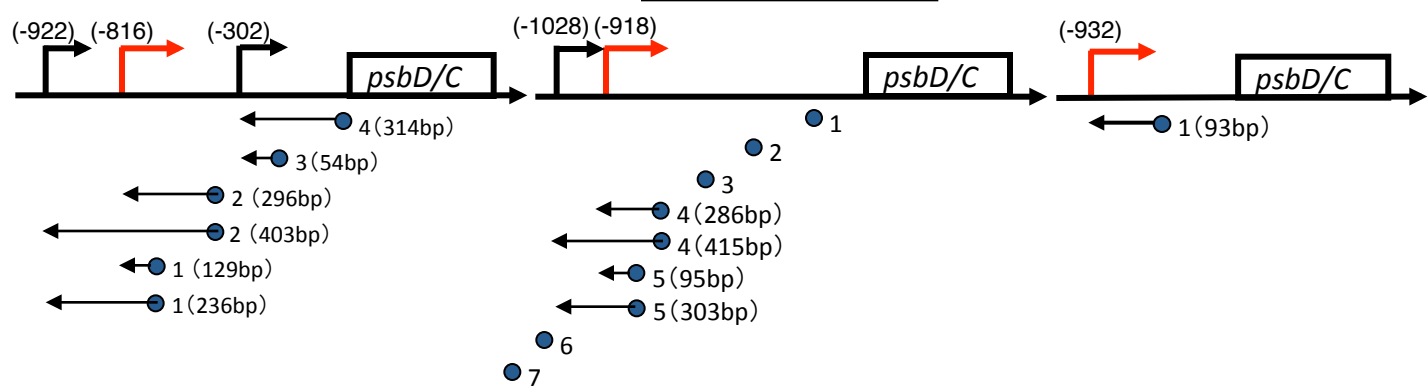 (-922) (-816) (-302) (-1028) (-918) (-932)
psbD/C psbD/C psbD/C
4(314bp) 1 1(93bp)
3(54bp) 2
2 (296bp) 3
2 (403bp) 4(286bp)
1 (129bp) 4(415bp)
1(236bp) 5(95bp)
5(303bp)
6
7